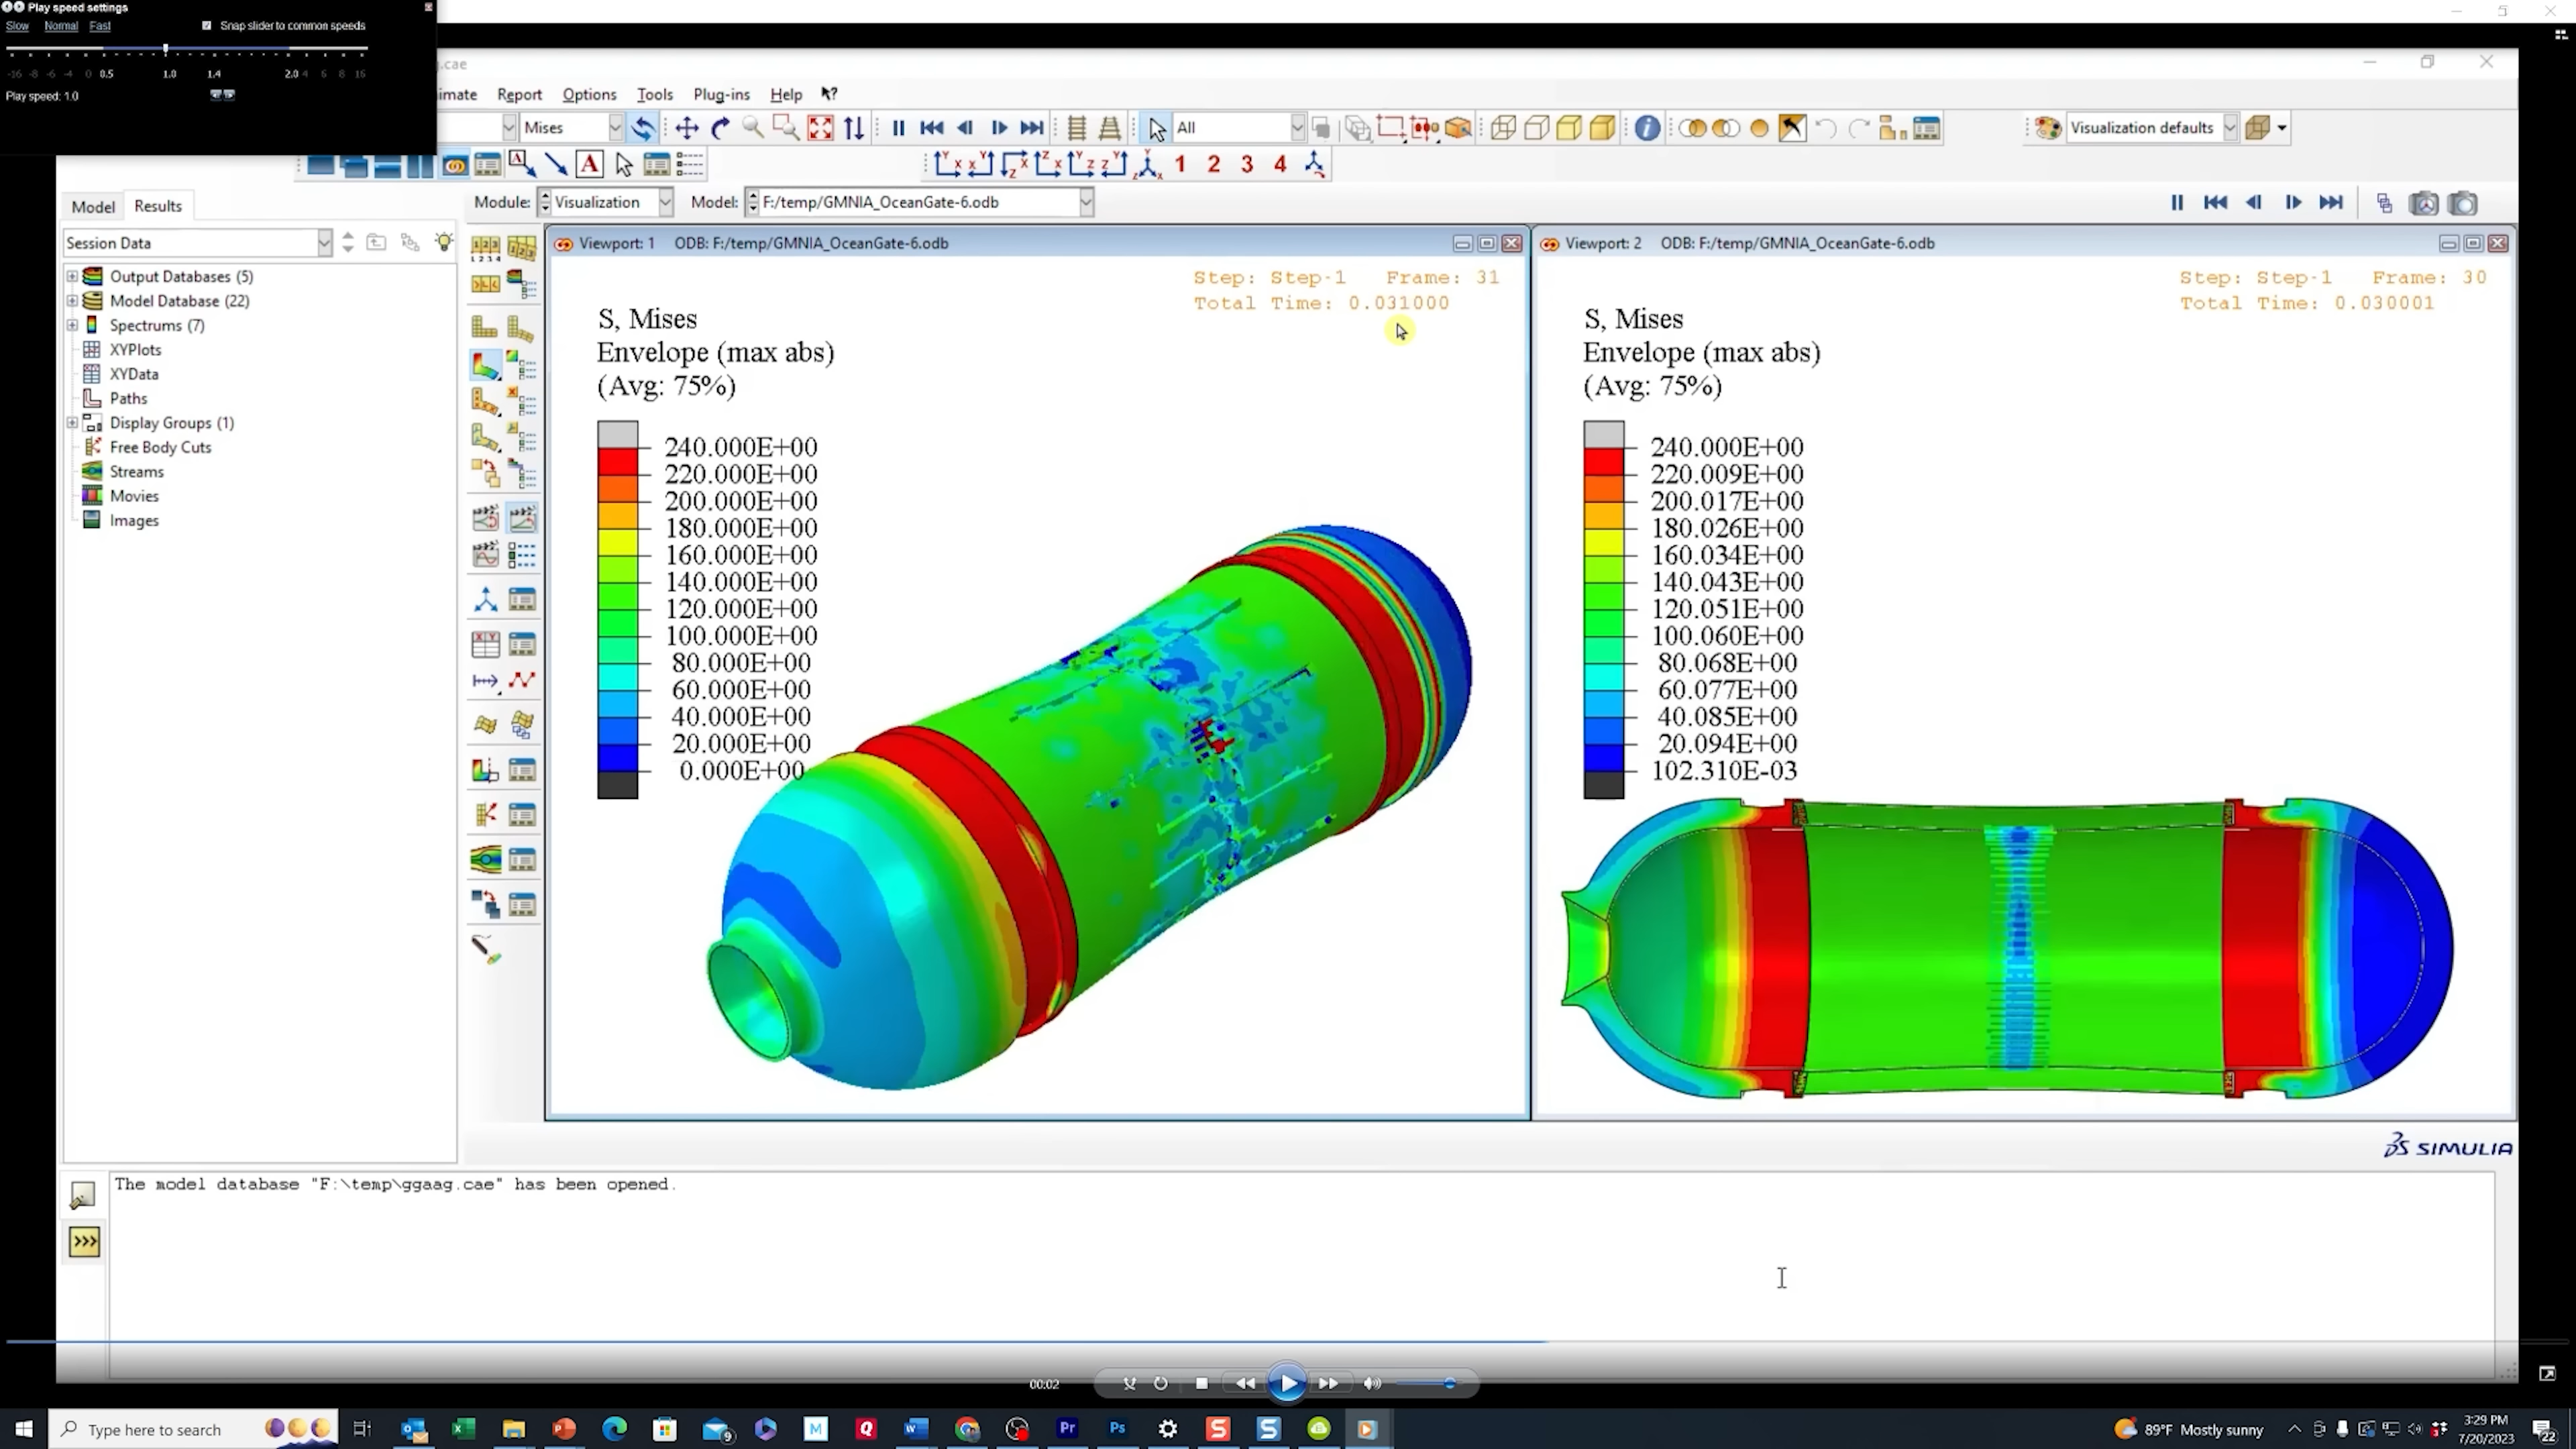 Play speed settings
Slow Normal Fast Snap slider to common speeds
-16 -8 -6 -4 0 0.5 1.0 1.4 2.0 4 6 8 16
Play speed: 1.0
.cae
imate Report Options Tools Plug-ins Help
Mises All Visualization defaults
1 2 3 4
Model Results
Module: Visualization Model: F:/temp/GMNIA_OceanGate-6.odb
Session Data
Output Databases (5)
Model Database (22)
Spectrums (7)
XYPlots
XYData
Paths
Display Groups (1)
Free Body Cuts
Streams
Movies
Images
Viewport: 1 ODB: F:/temp/GMNIA_OceanGate-6.odb
Step: Step-1 Frame: 31
Total Time: 0.031000
S, Mises
Envelope (max abs)
(Avg: 75%)
240.000E+00
220.000E+00
200.000E+00
180.000E+00
160.000E+00
140.000E+00
120.000E+00
100.000E+00
80.000E+00
60.000E+00
40.000E+00
20.000E+00
0.000E+00
Viewport: 2 ODB: F:/temp/GMNIA_OceanGate-6.odb
Step: Step-1 Frame: 30
Total Time: 0.030001
S, Mises
Envelope (max abs)
(Avg: 75%)
240.000E+00
220.009E+00
200.017E+00
180.026E+00
160.034E+00
140.043E+00
120.051E+00
100.060E+00
80.068E+00
60.077E+00
40.085E+00
20.094E+00
102.310E-03
SIMULIA
The model database "F:\temp\ggaag.cae" has been opened.
>>>
00:02
Type here to search
89°F Mostly sunny
3:29 PM
7/20/2023
22